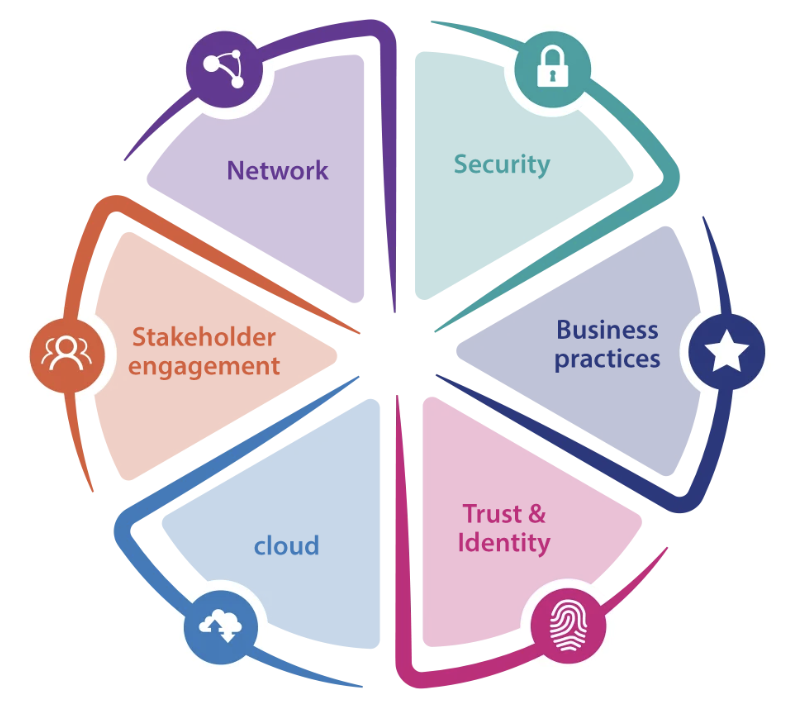 Network
Security
Stakeholder
engagement
Business
practices
cloud
Trust &
Identity